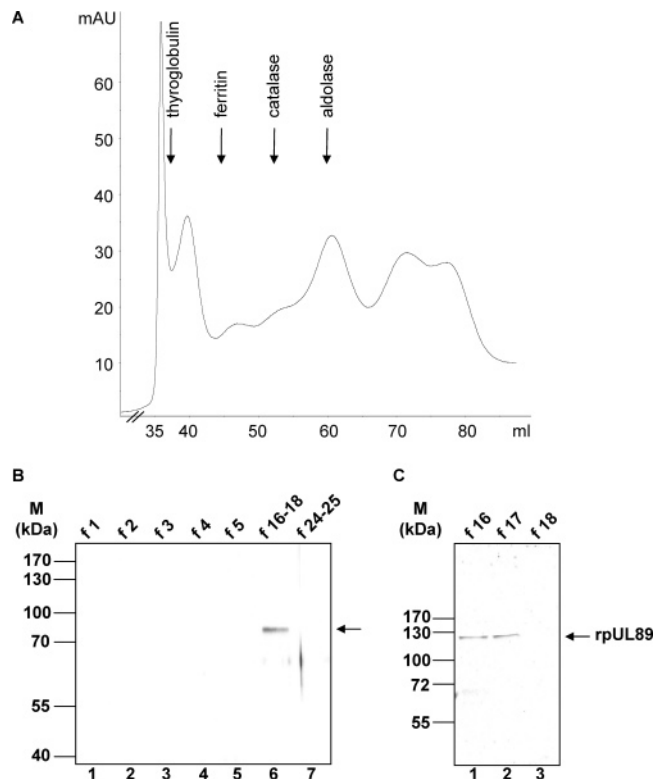 A
mAU
60
50
40
30
20
10
thyroglobulin
ferritin
catalase
aldolase
35 40 50 60 70 80 ml
B
M
(kDa)
f 1 f 2 f 3 f 4 f 5 f 16-18 f 24-25
170
130
100
70
55
40
1 2 3 4 5 6 7
C
M
(kDa)
f 16 f 17 f 18
170
130
100
72
55
rpUL89
1 2 3